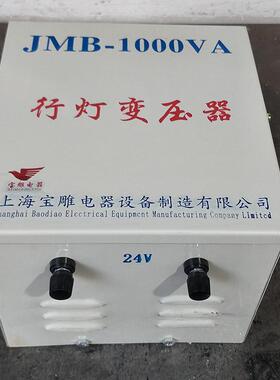 JMB-1000VA
行灯变压器
宝雕电器
上海宝雕电器设备制造有限公司
Shanghai Baodiao Electrical Equipment Manufacturing Company Limited
24V